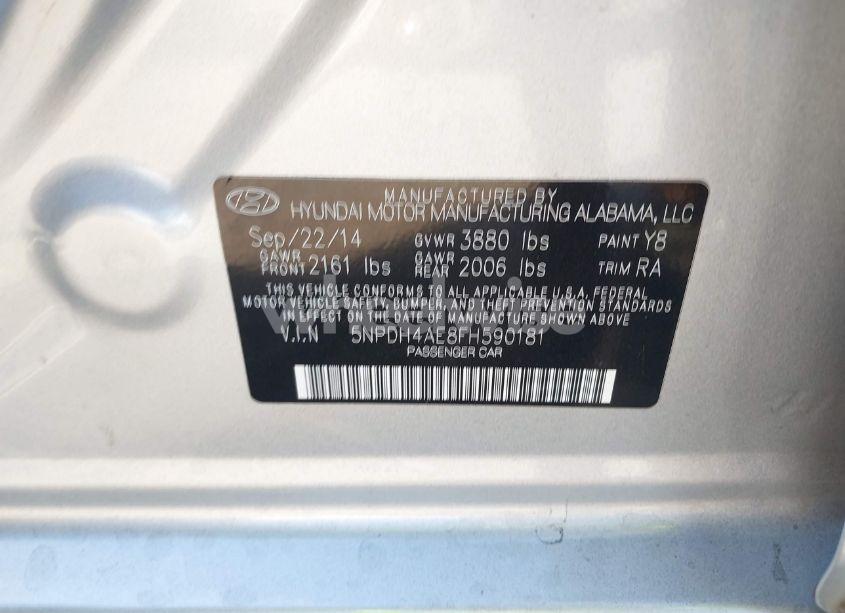 MANUFACTURED BY
HYUNDAI MOTOR MANUFACTURING ALABAMA, LLC
Sep/22/14 GVWR 3880 lbs PAINT Y8
GAWR FRONT 2161 lbs GAWR REAR 2006 lbs TRIM RA
THIS VEHICLE CONFORMS TO ALL APPLICABLE U.S.A. FEDERAL
MOTOR VEHICLE SAFETY, BUMPER, AND THEFT PREVENTION STANDARDS
IN EFFECT ON THE DATE OF MANUFACTURE SHOWN ABOVE
V.I.N 5NPDH4AE8FH590181
PASSENGER CAR